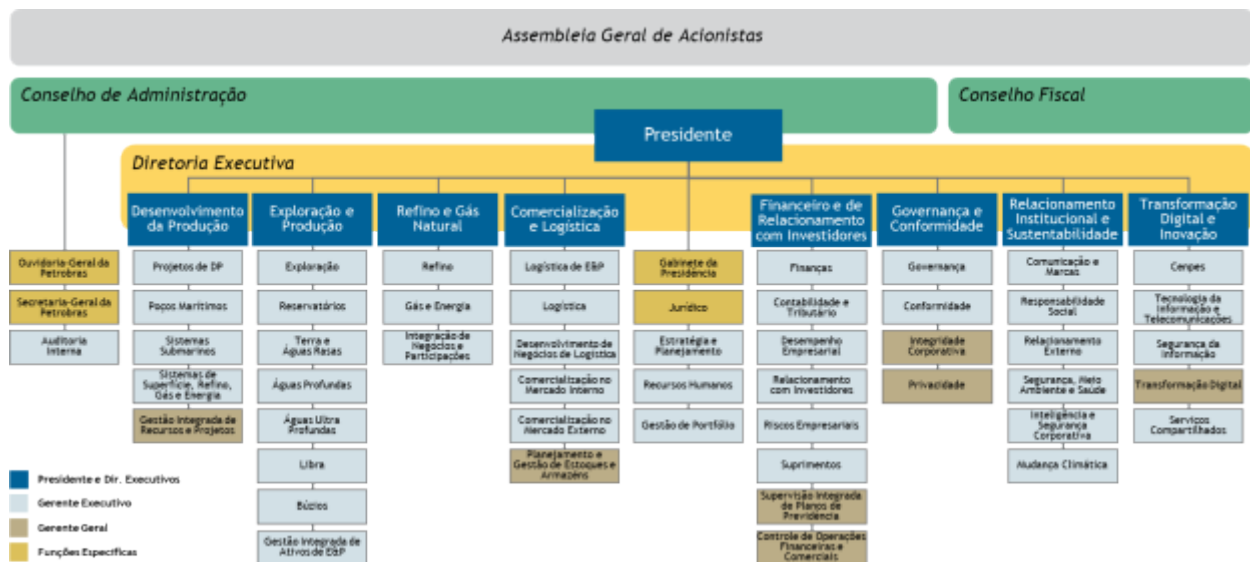 Assembleia Geral de Acionistas
Conselho de Administração
Conselho Fiscal
Presidente
Diretoria Executiva
Desenvolvimento
da Produção
Exploração e
Produção
Refino e Gás
Natural
Comercialização
e Logística
Financeiro e de
Relacionamento
com Investidores
Governança e
Conformidade
Relacionamento
Institucional e
Sustentabilidade
Transformação
Digital e
Inovação
Ouvidoria-Geral da
Petrobras
Secretaria-Geral da
Petrobras
Auditoria
Interna
Projetos de DP
Poços Marítimos
Sistemas
Submarinos
Sistemas de
Superfície, Refino,
Gás e Energia
Gestão Integrada de
Recursos e Projetos
Exploração
Reservatórios
Terra e
Águas Rasas
Águas Profundas
Águas Ultra
Profundas
Libra
Búzios
Gestão Integrada de
Ativos de E&P
Refino
Gás e Energia
Integração de
Negócios e
Participações
Logística de E&P
Logística
Desenvolvimento de
Negócios de Logística
Comercialização no
Mercado Interno
Comercialização no
Mercado Externo
Planejamento e
Gestão de Estoques e
Armazéns
Gabinete da
Presidência
Jurídico
Estratégia e
Planejamento
Recursos Humanos
Gestão de Portfólio
Finanças
Contabilidade e
Tributário
Desempenho
Empresarial
Relacionamento
com Investidores
Riscos Empresariais
Suprimentos
Supervisão Integrada
de Planos de
Previdência
Controle de Operações
Financeiras e
Comerciais
Governança
Conformidade
Integridade
Corporativa
Privacidade
Comunicação e
Marcas
Responsabilidade
Social
Relacionamento
Externo
Segurança, Meio
Ambiente e Saúde
Inteligência e
Segurança
Corporativa
Mudança Climática
Cenpes
Tecnologia da
Informação e
Telecomunicações
Segurança da
Informação
Transformação Digital
Serviços
Compartilhados
Presidente e Dir. Executivos
Gerente Executivo
Gerente Geral
Funções Específicas